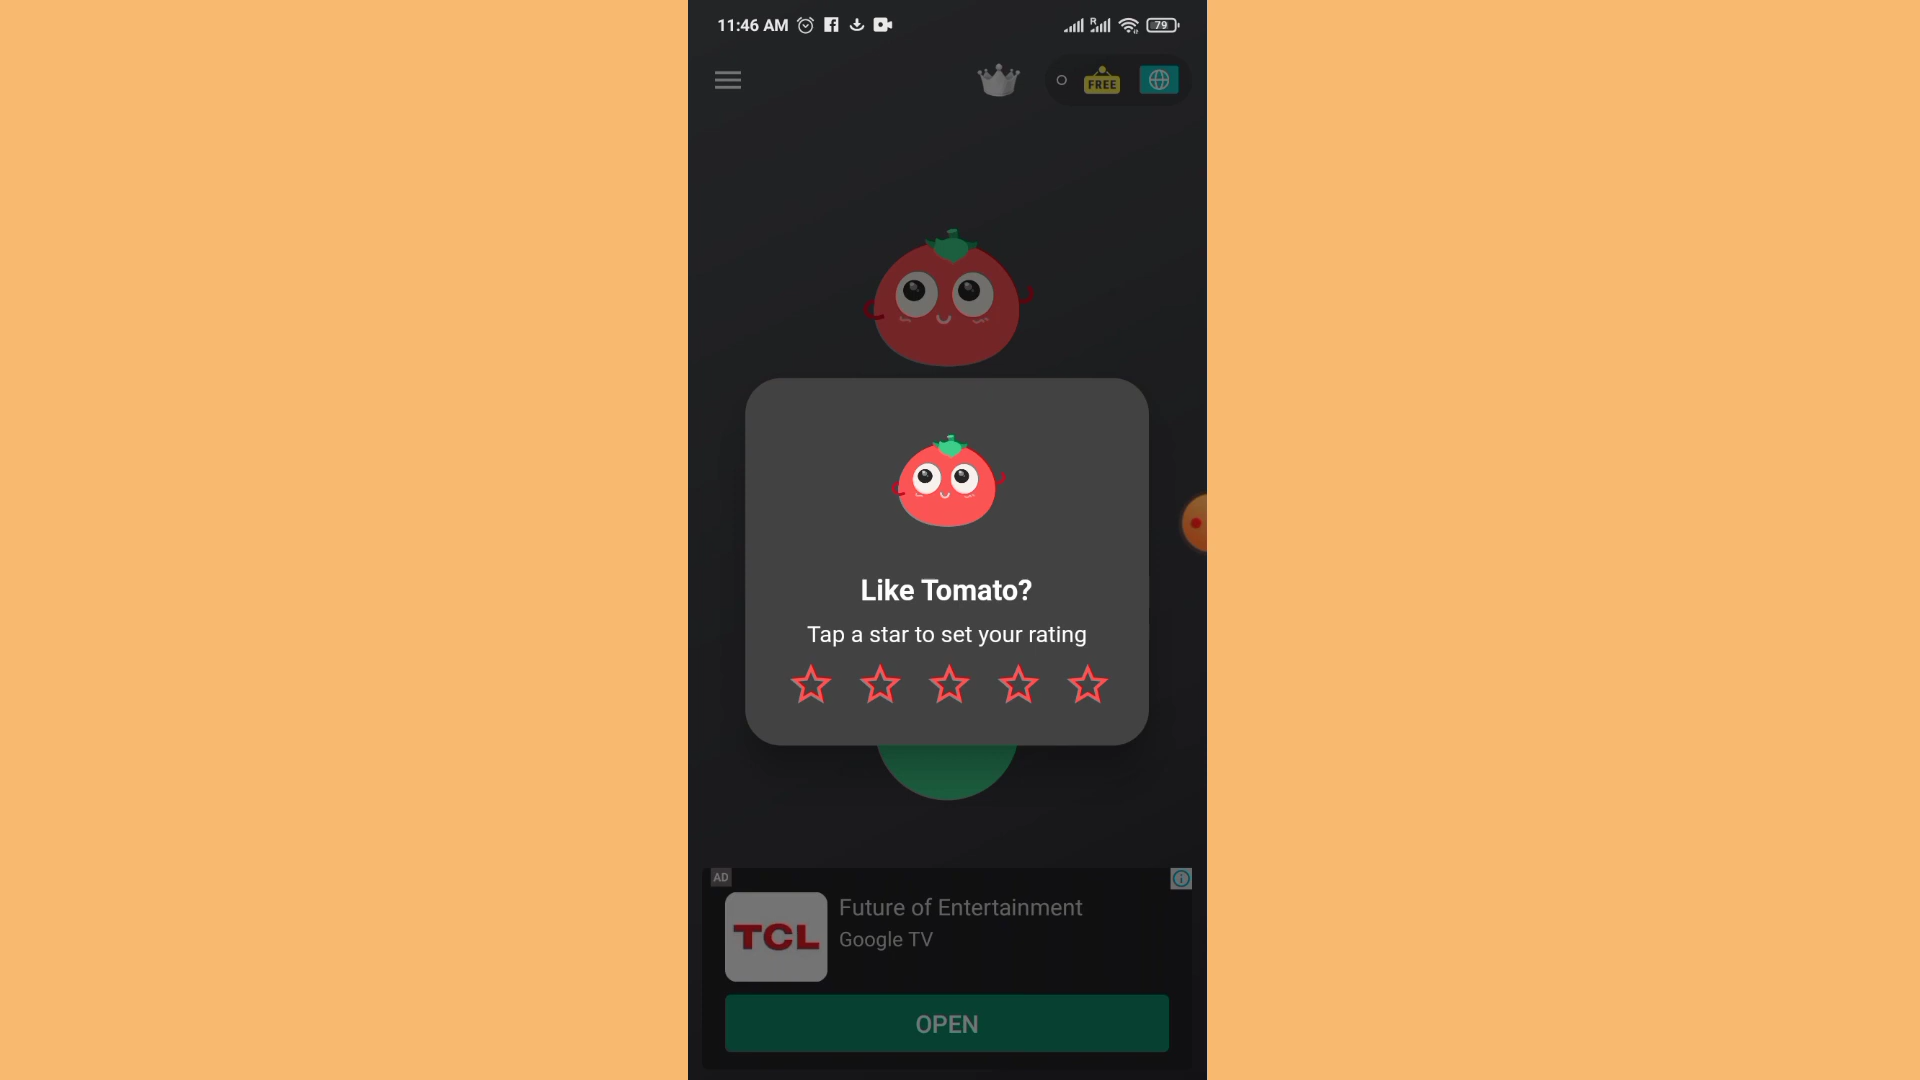 11:46 AM
R
79
FREE
Like Tomato?
Tap a star to set your rating
AD
TCL
Future of Entertainment
Google TV
OPEN